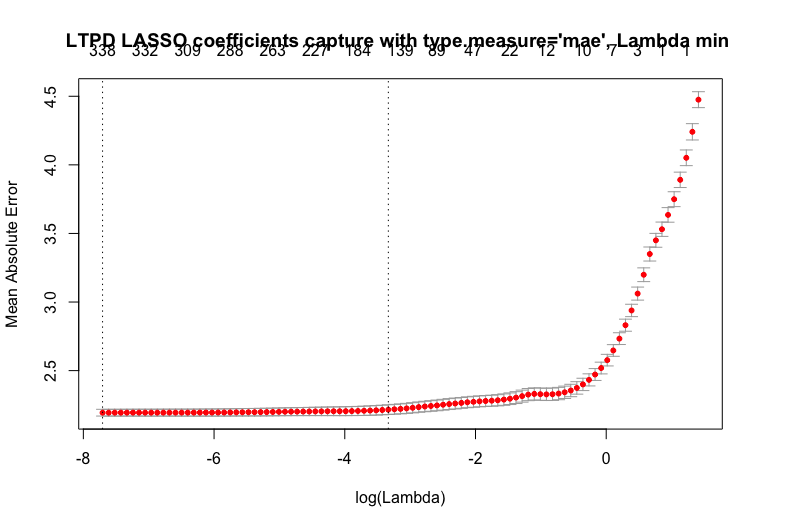 LTPD LASSO coefficients capture with type.measure='mae', Lambda min
338 332 309 288 263 227 184 139 89 47 22 12 10 7 3 1 1
4.5
4.0
3.5
3.0
2.5
Mean Absolute Error
-8 -6 -4 -2 0
log(Lambda)